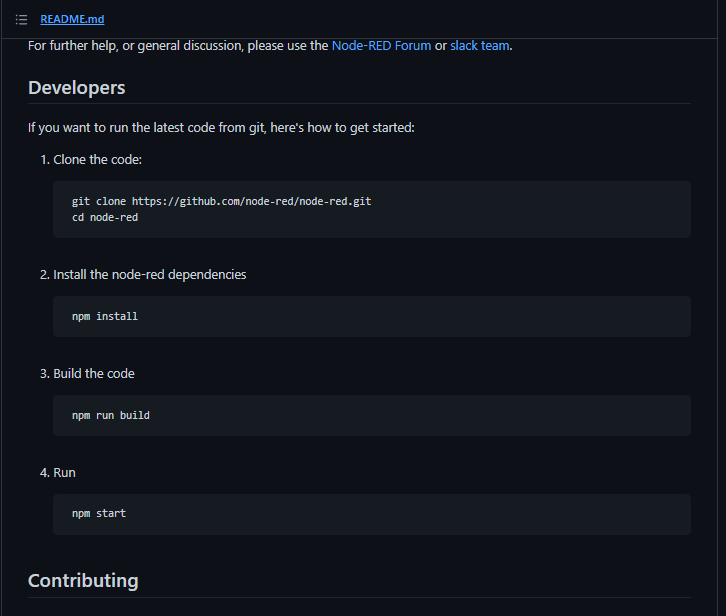 README.md
For further help, or general discussion, please use the Node-RED Forum or slack team.
Developers
If you want to run the latest code from git, here's how to get started:
1. Clone the code:
git clone https://github.com/node-red/node-red.git
cd node-red
2. Install the node-red dependencies
npm install
3. Build the code
npm run build
4. Run
npm start
Contributing